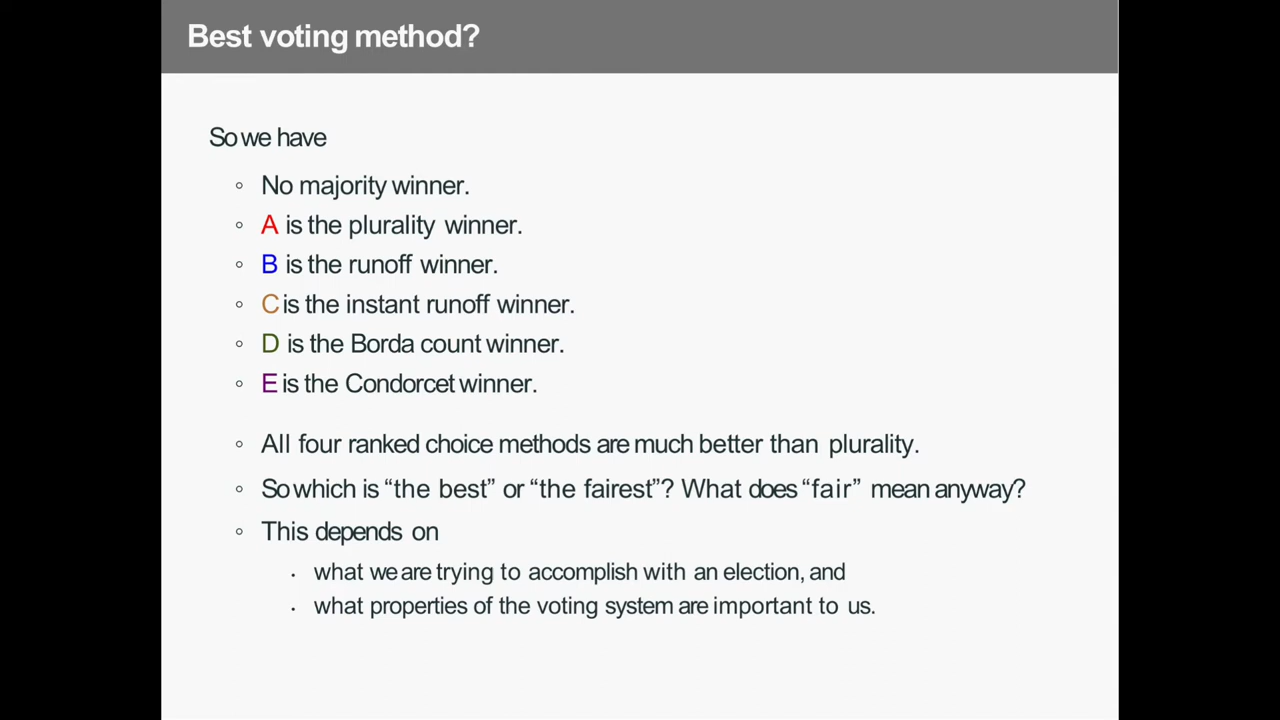 Best voting method?
So we have
◦ No majority winner.
◦ A is the plurality winner.
◦ B is the runoff winner.
◦ C is the instant runoff winner.
◦ D is the Borda count winner.
◦ E is the Condorcet winner.
◦ All four ranked choice methods are much better than plurality.
◦ So which is “the best” or “the fairest”? What does “fair” mean anyway?
◦ This depends on
· what we are trying to accomplish with an election, and
· what properties of the voting system are important to us.